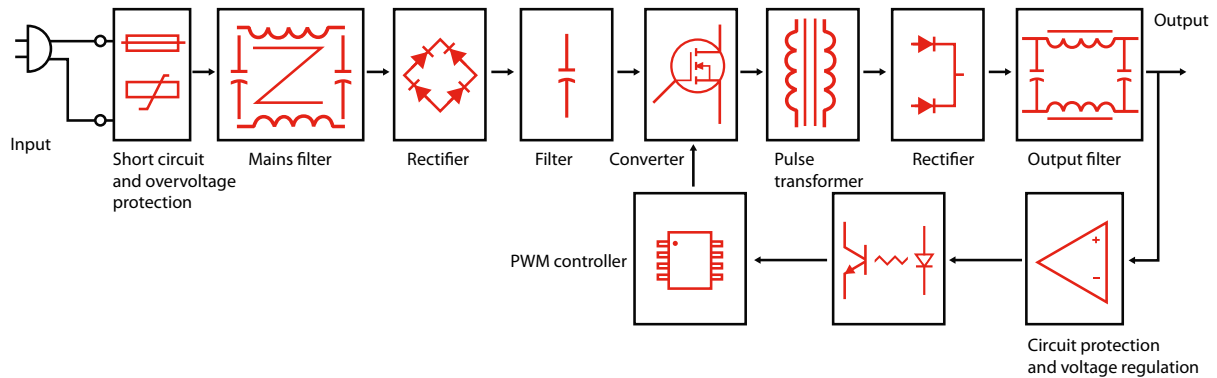 Output
Input
Short circuit
and overvoltage
protection
Mains filter
Rectifier
Filter
Converter
Pulse
transformer
Rectifier
Output filter
PWM controller
+
−
Circuit protection
and voltage regulation